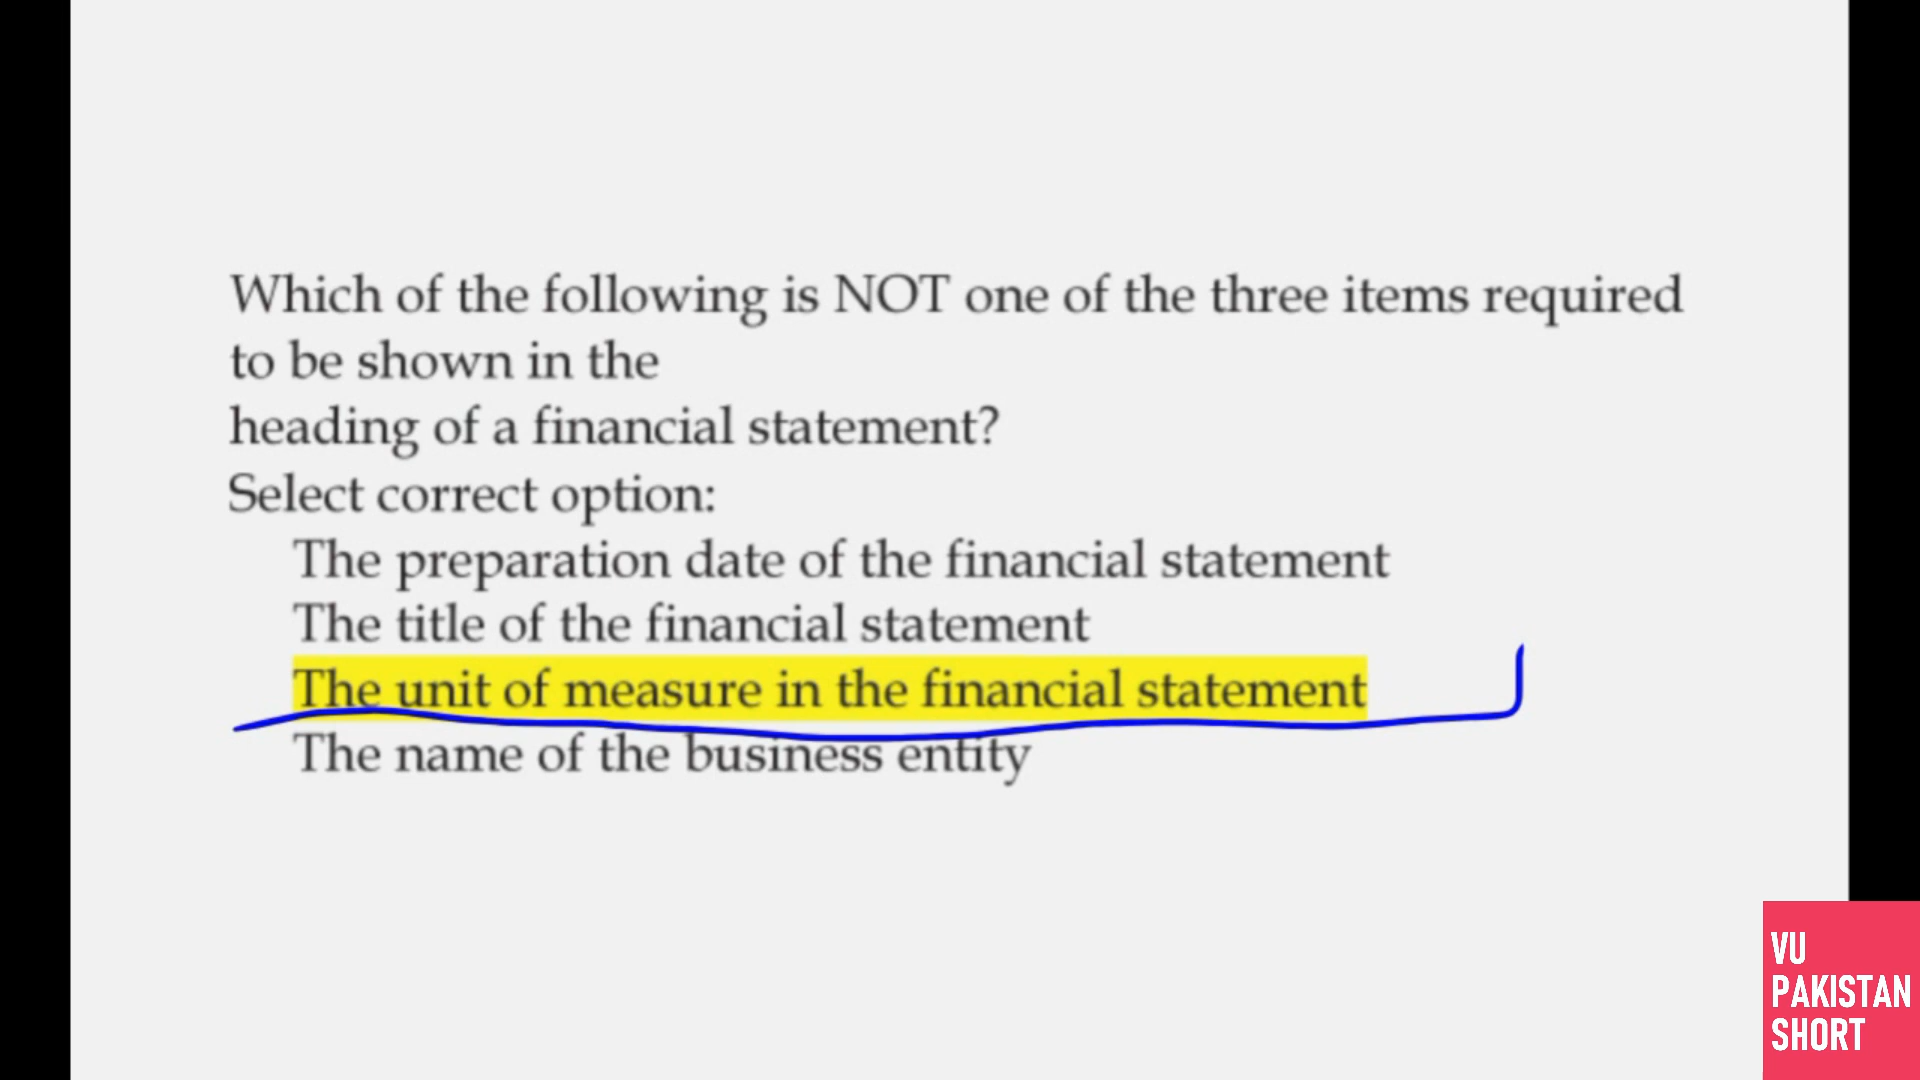 Which of the following is NOT one of the three items required
to be shown in the
heading of a financial statement?
Select correct option:
The preparation date of the financial statement
The title of the financial statement
The unit of measure in the financial statement
The name of the business entity
VU
PAKISTAN
SHORT